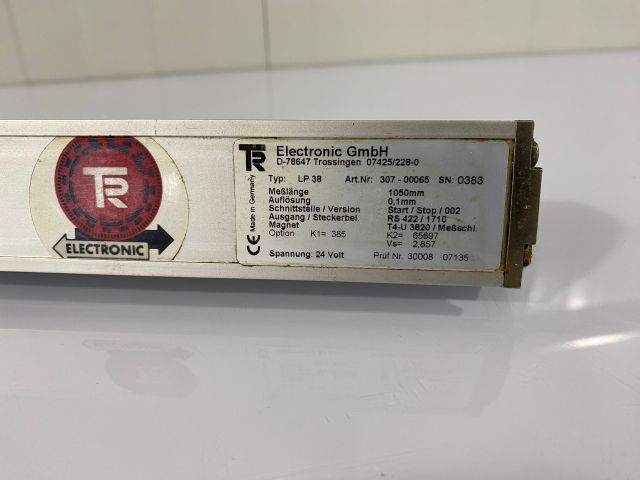 TR
ELECTRONIC
TR Electronic GmbH
D-78647 Trossingen 07425/228-0
Typ: LP 38 Art.Nr: 307 - 00065 SN: 0383
Meßlänge 1050mm
Auflösung 0,1mm
Schnittstelle / Version Start / Stop / 002
Ausgang / Steckerbel. RS 422 / 1710
Magnet T4-U 3820 / Meßschl.
Option K1= 385 K2= 65897
Vs= 2,857
Spannung: 24 Volt Prüf Nr. 30008 07135
CE Made in Germany